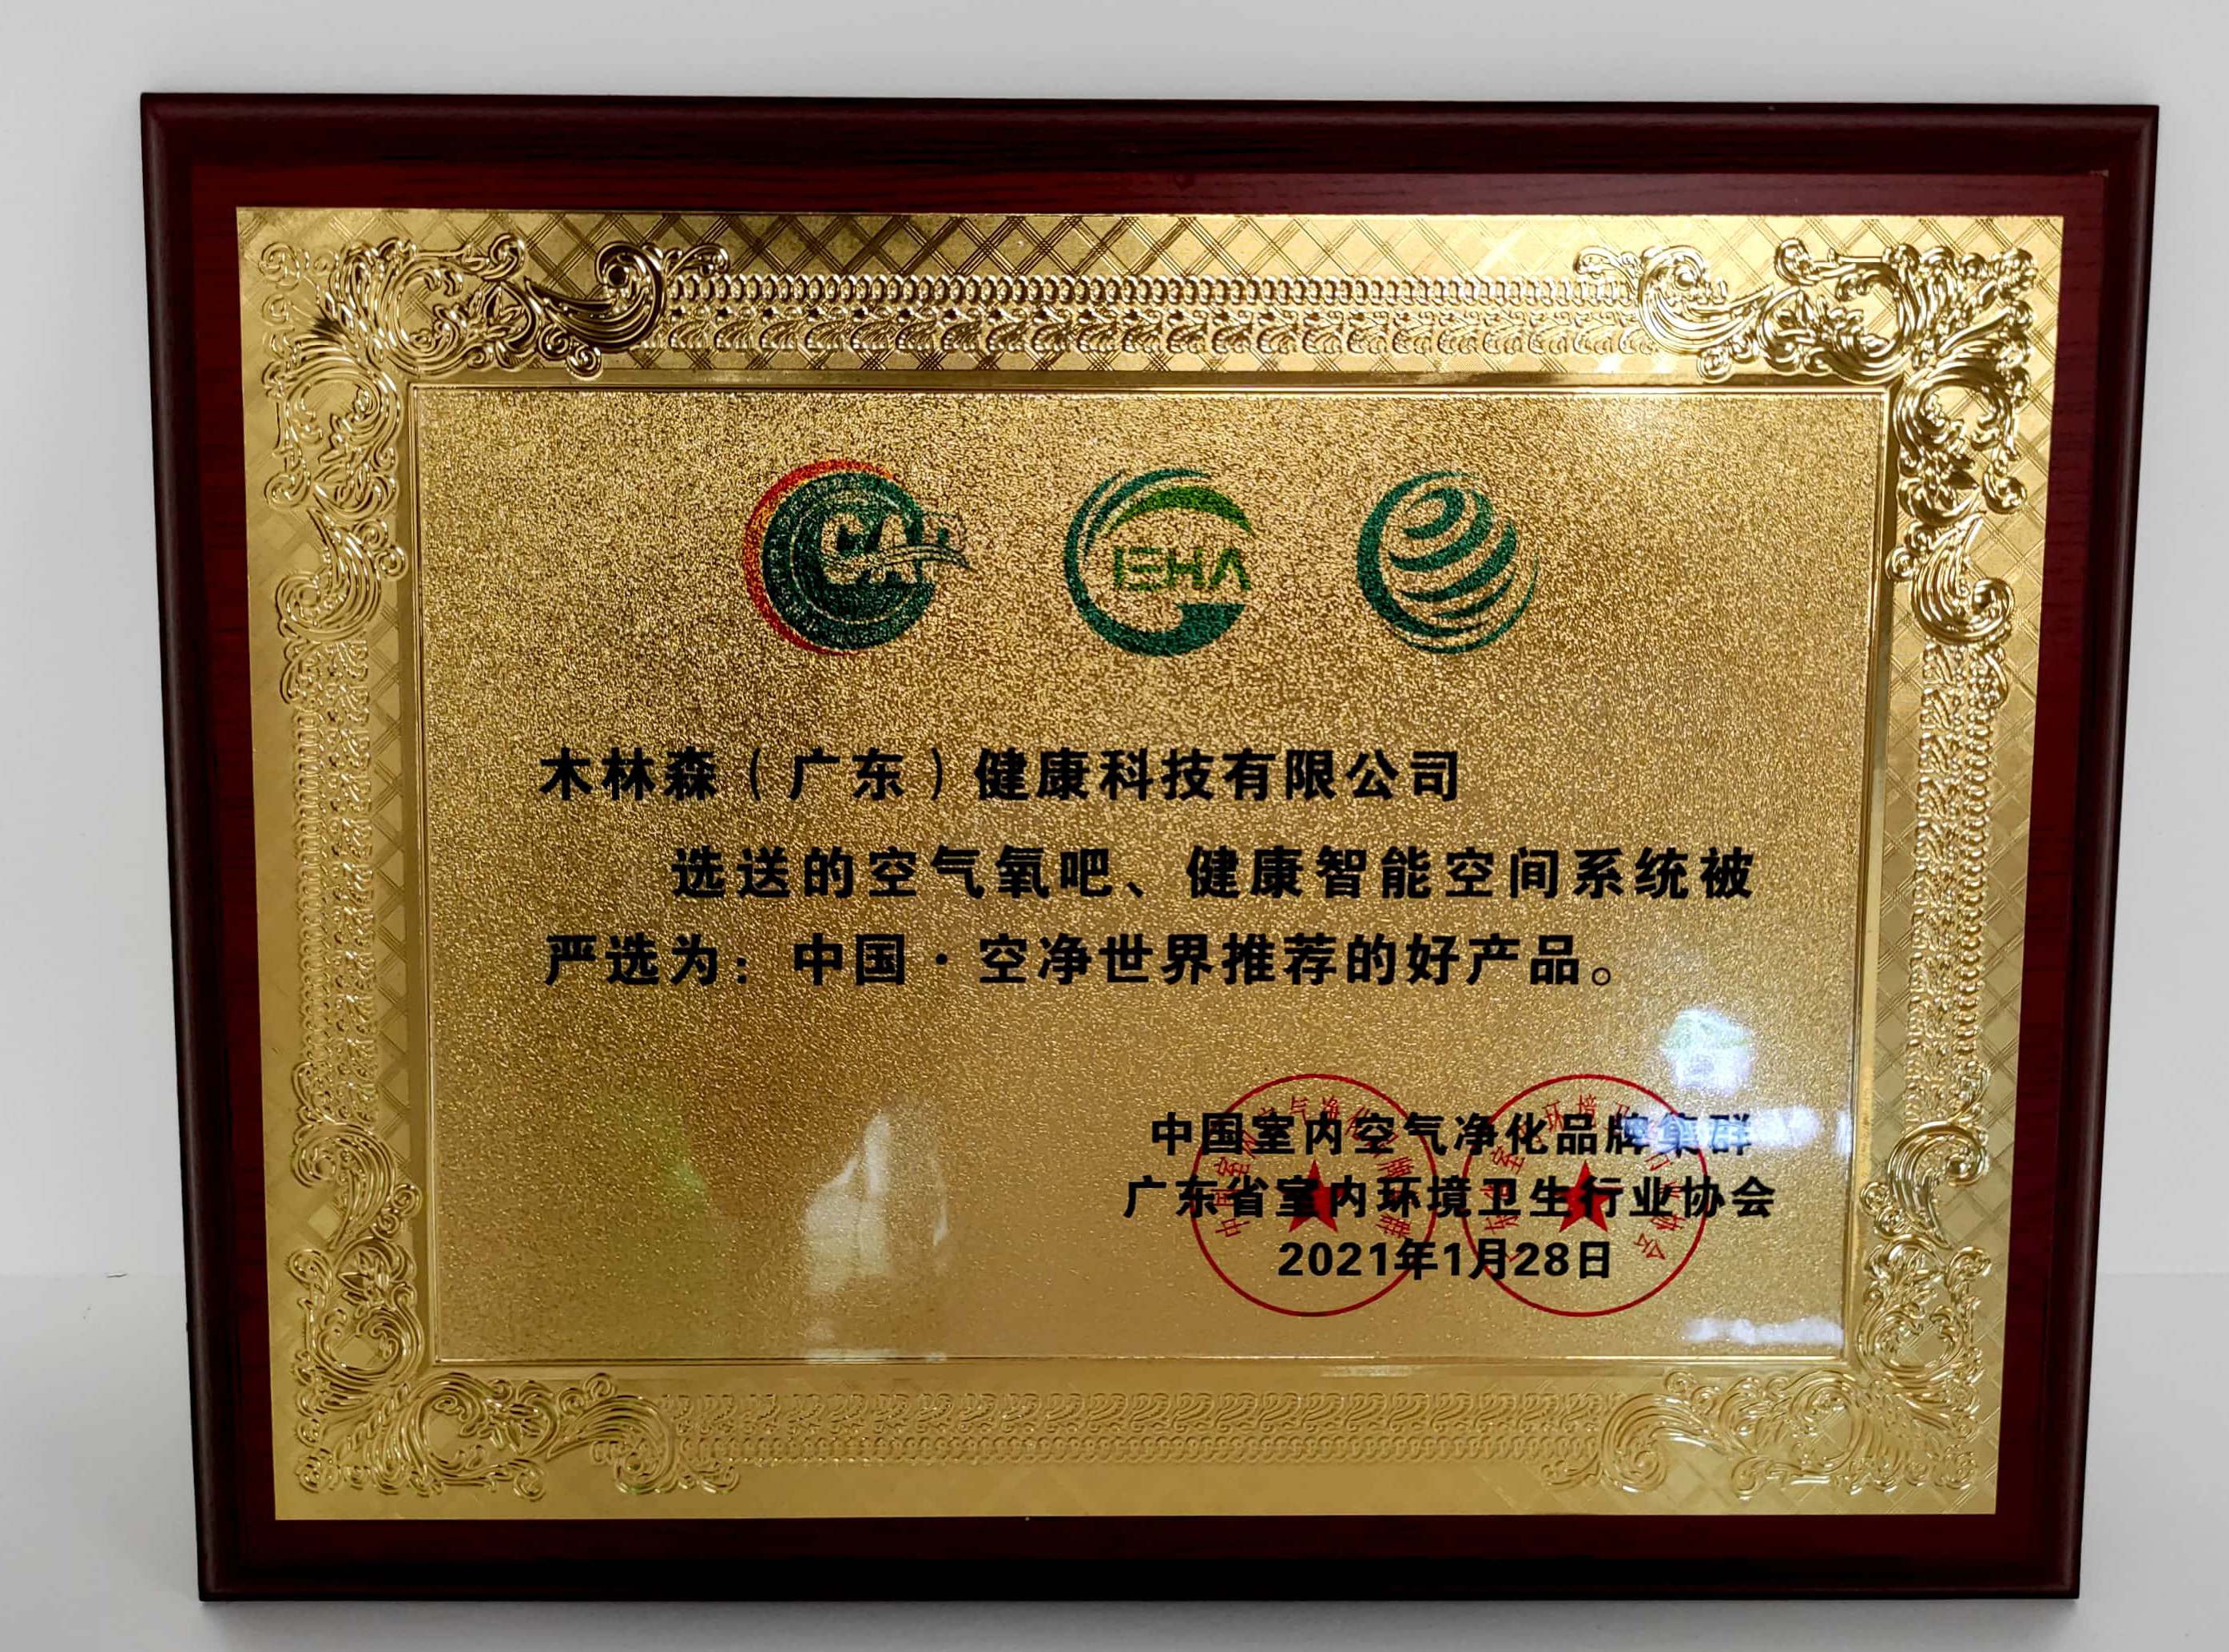 CAP
IEHA
木林森（广东）健康科技有限公司
选送的空气氧吧、健康智能空间系统被
严选为：中国·空净世界推荐的好产品。
中国室内空气净化品牌集群
广东省室内环境卫生行业协会
2021年1月28日